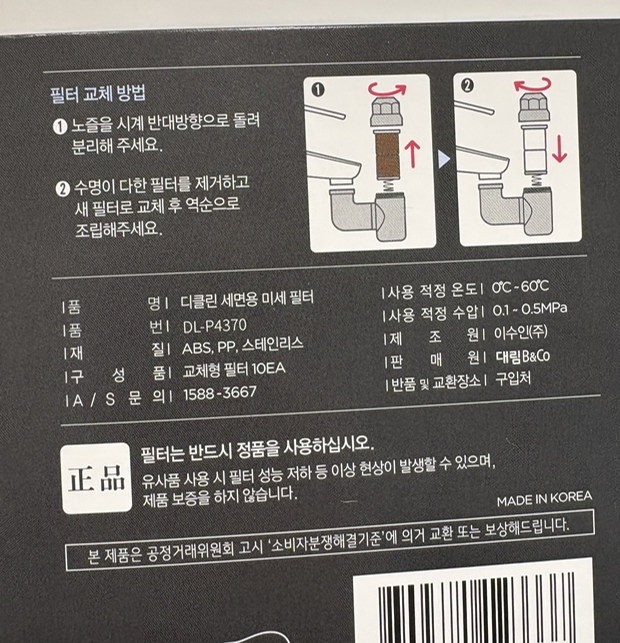 필터 교체 방법
❶ 노즐을 시계 반대방향으로 돌려
분리해 주세요.
❷ 수명이 다한 필터를 제거하고
새 필터로 교체 후 역순으로
조립해주세요.
❶
❷
|품 명| 디클린 세면용 미세 필터
|품 번| DL-P4370
|재 질| ABS, PP, 스테인리스
|구 성 품| 교체형 필터 10EA
|A / S 문 의| 1588-3667
|사용 적정 온도| 0℃-60℃
|사용 적정 수압| 0.1-0.5MPa
|제 조 원| 이수인(주)
|판 매 원| 대림B&Co
|반품 및 교환장소| 구입처
正品
필터는 반드시 정품을 사용하십시오.
유사품 사용 시 필터 성능 저하 등 이상 현상이 발생할 수 있으며,
제품 보증을 하지 않습니다.
MADE IN KOREA
본 제품은 공정거래위원회 고시 '소비자분쟁해결기준'에 의거 교환 또는 보상해드립니다.